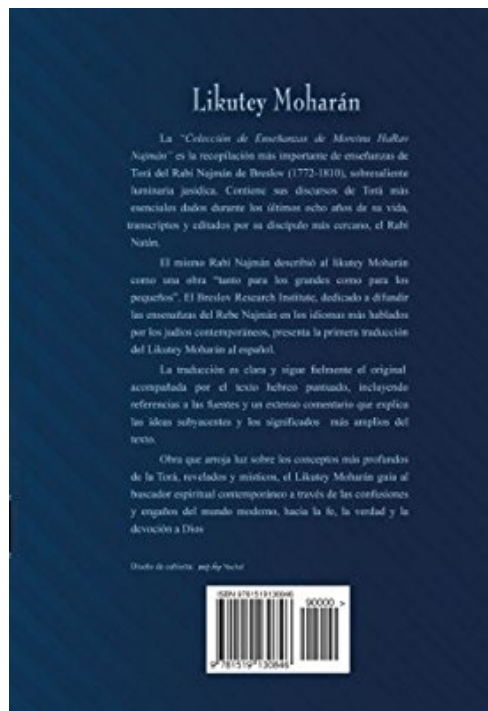 Likutey Moharán
La "Colección de Enseñanzas de Moreinu HaRav
Najmán" es la recopilación más importante de enseñanzas de
Torá del Rabí Najmán de Breslov (1772-1810), sobresaliente
luminaria jasídica. Contiene sus discursos de Torá más
esenciales dados durante los últimos ocho años de su vida,
transcriptos y editados por su discípulo más cercano, el Rabí
Natán.
El mismo Rabí Najmán describió al likutey Moharán
como una obra "tanto para los grandes como para los
pequeños". El Breslov Research Institute, dedicado a difundir
las enseñanzas del Rebe Najmán en los idiomas más hablados
por los judíos contemporáneos, presenta la primera traducción
del Likutey Moharán al español.
La traducción es clara y sigue fielmente el original
acompañada por el texto hebreo puntuado, incluyendo
referencias a las fuentes y un extenso comentario que explica
las ideas subyacentes y los significados más amplios del
texto.
Obra que arroja luz sobre los conceptos más profundos
de la Torá, revelados y místicos, el Likutey Moharán guía al
buscador espiritual contemporáneo a través de las confusiones
y engaños del mundo moderno, hacia la fe, la verdad y la
devoción a Dios
Diseño de cubierta:
ISBN 9781519130846
90000 >
9 781519 130846